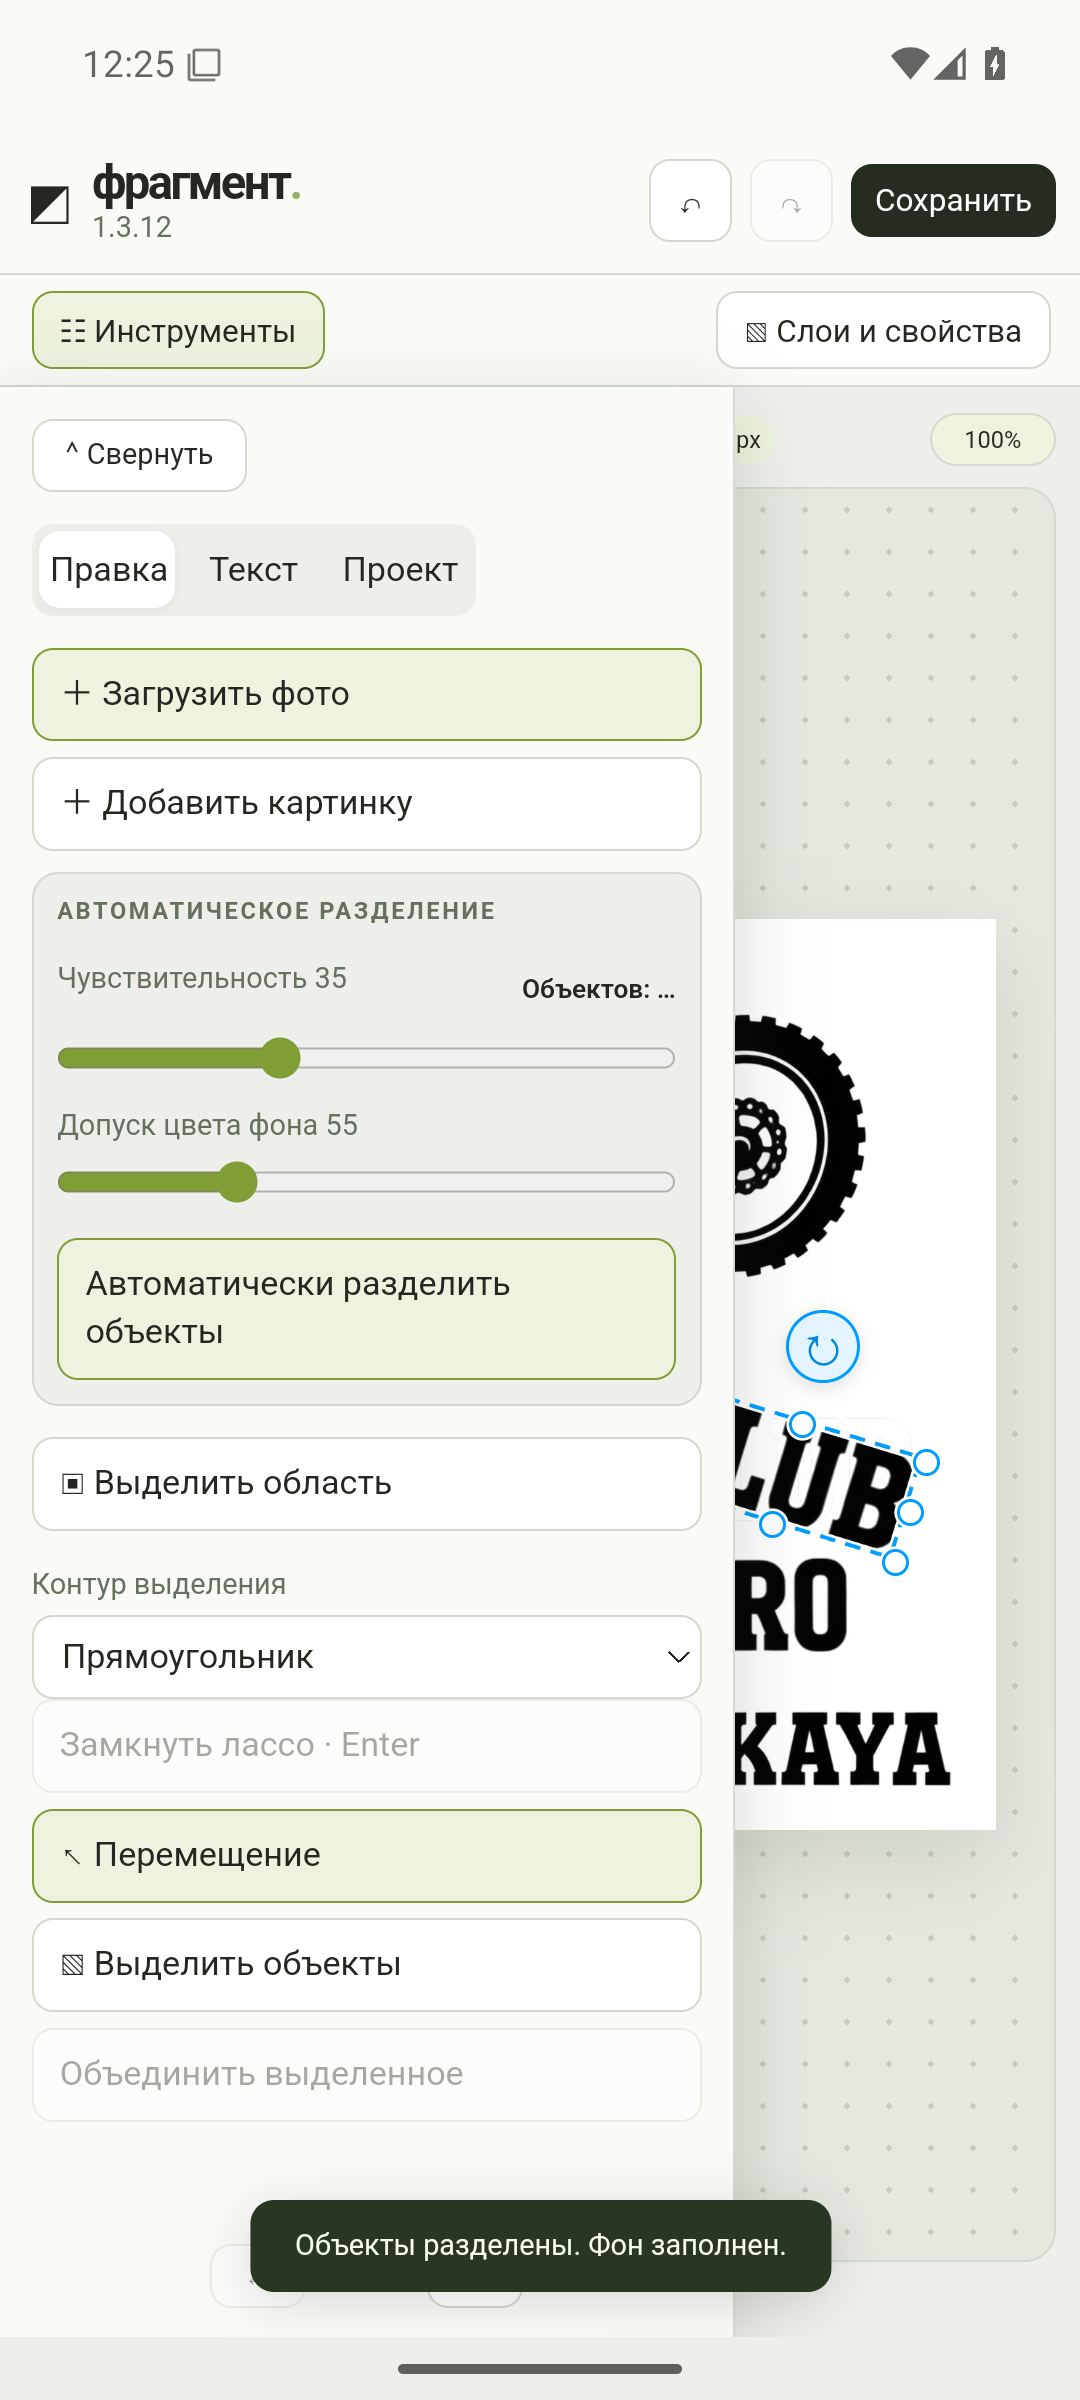 12:25
фрагмент.
1.3.12
Сохранить
Инструменты
Слои и свойства
^ Свернуть
px
100%
Правка
Текст
Проект
+ Загрузить фото
+ Добавить картинку
АВТОМАТИЧЕСКОЕ РАЗДЕЛЕНИЕ
Чувствительность 35
Объектов: ...
Допуск цвета фона 55
Автоматически разделить
объекты
Выделить область
LUB
RO
Контур выделения
Прямоугольник
Замкнуть лассо · Enter
KAYA
Перемещение
Выделить объекты
Объединить выделенное
Объекты разделены. Фон заполнен.